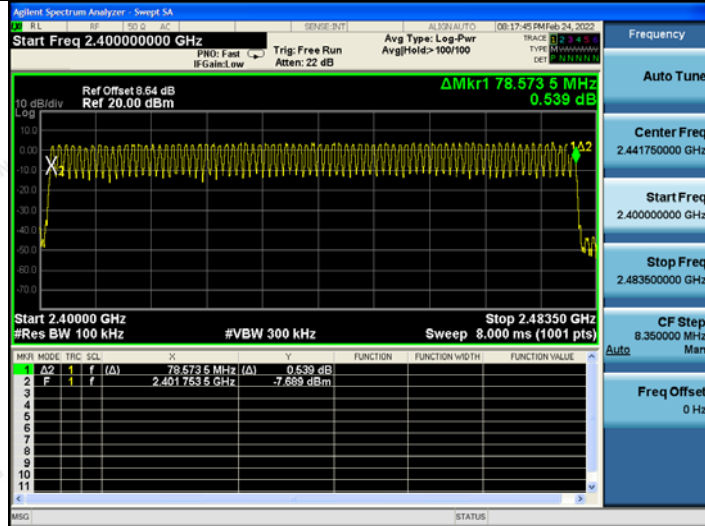 Agilent Spectrum Analyzer - Swept SA
RL RF 50 Ω AC SENSE:INT ALIGNAUTO 08:17:45 PM Feb 24, 2022
Start Freq 2.400000000 GHz
PNO: Fast
IFGain:Low
Trig: Free Run
Atten: 22 dB
Avg Type: Log-Pwr
Avg|Hold:> 100/100
TRACE 1 2 3 4 5 6
TYPE M
DET P N N N N N
ΔMkr1 78.573 5 MHz
0.539 dB
Ref Offset 8.64 dB
10 dB/div Ref 20.00 dBm
Log
10.0
0.00
-10.0
-20.0
-30.0
-40.0
-50.0
-60.0
-70.0
2
1Δ2
Start 2.40000 GHz Stop 2.48350 GHz
#Res BW 100 kHz #VBW 300 kHz Sweep 8.000 ms (1001 pts)
MKR MODE TRC SCL X Y FUNCTION FUNCTION WIDTH FUNCTION VALUE
1 Δ2 1 f (Δ) 78.573 5 MHz (Δ) 0.539 dB
2 F 1 f 2.401 753 5 GHz -7.689 dBm
3
4
5
6
7
8
9
10
11
MSG STATUS
Frequency
Auto Tune
Center Freq
2.441750000 GHz
Start Freq
2.400000000 GHz
Stop Freq
2.483500000 GHz
CF Step
8.350000 MHz
Auto Man
Freq Offset
0 Hz